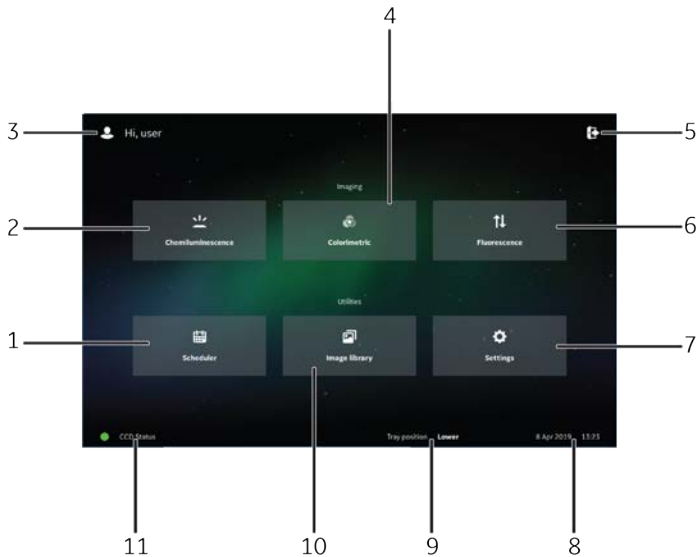 4
3 Hi, user 5
Imaging
2 Chemiluminescence Colorimetric Fluorescence 6
Utilities
1 Scheduler Image library Settings 7
CCD Status Tray position Lower 8 Apr 2019 13:23
11 10 9 8